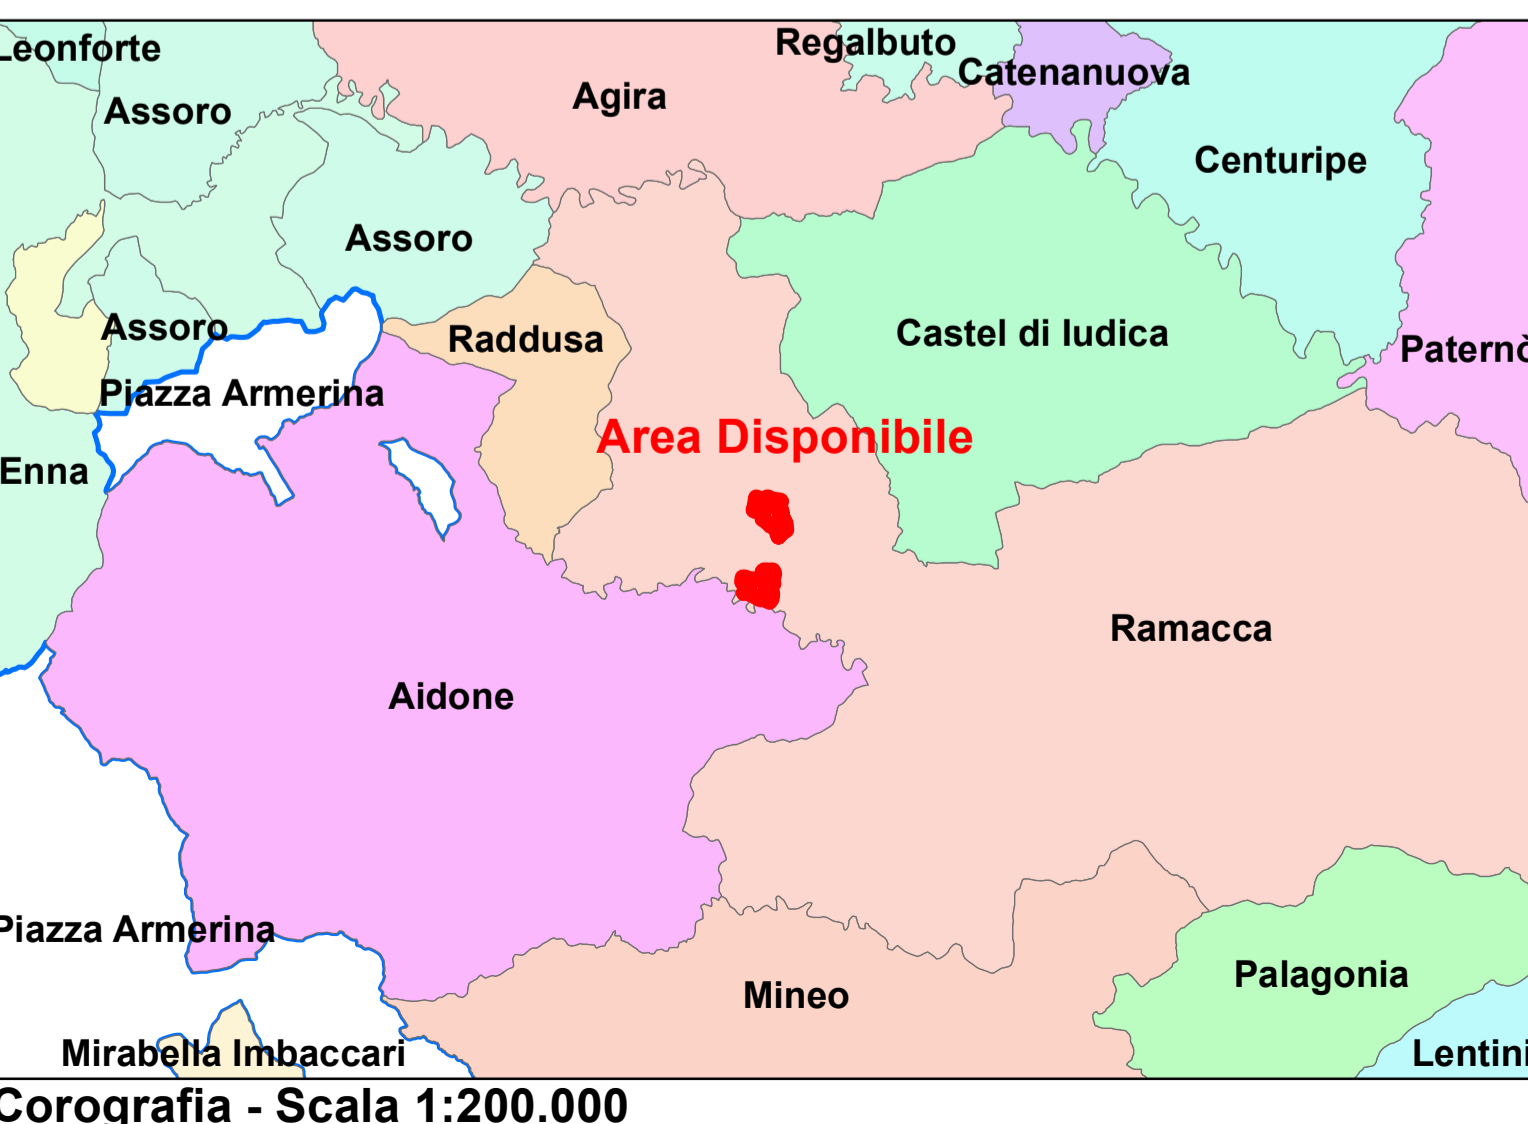 Leonforte
Regalbuto
Catenanuova
Agira
Assoro
Centuripe
Assoro
Assoro
Raddusa
Castel di Iudica
Paternò
Piazza Armerina
Area Disponibile
Enna
Ramacca
Aidone
Piazza Armerina
Palagonia
Mineo
Mirabella Imbaccari
Lentini
Corografia - Scala 1:200.000